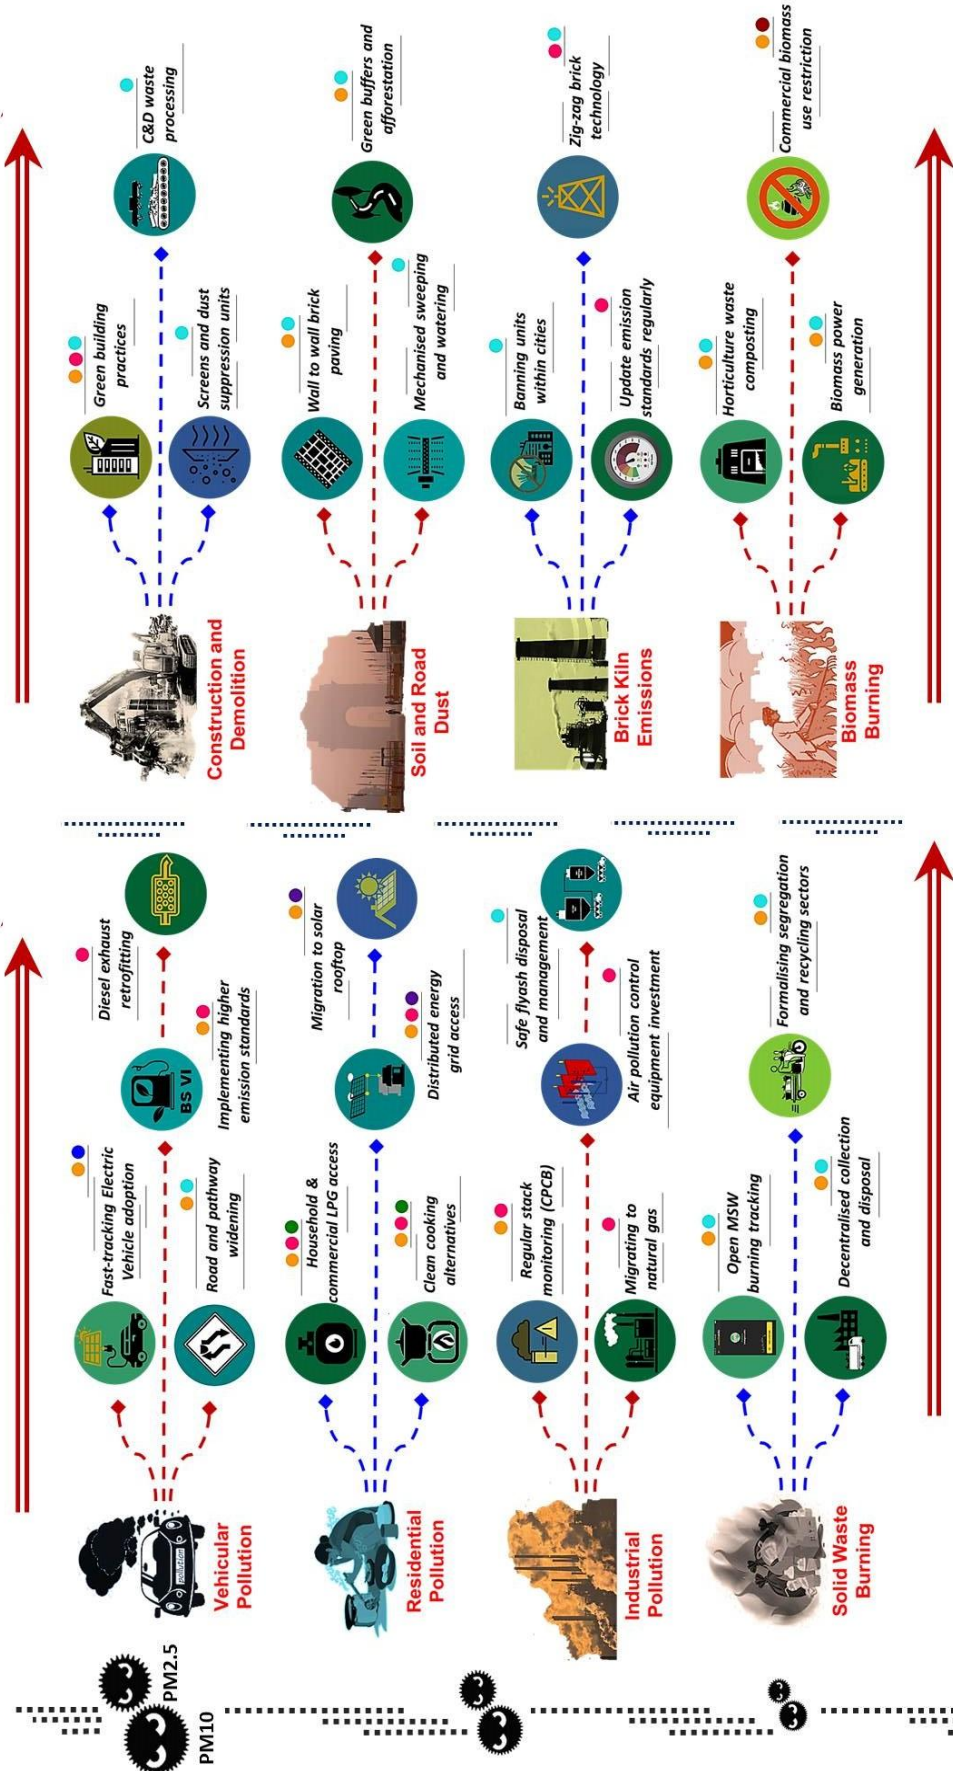 PM2.5
PM10
Vehicular
Pollution
pollution
Fast-tracking Electric
Vehicle adoption
Road and pathway
widening
BS VI
Implementing higher
emission standards
Diesel exhaust
retrofitting
Residential
Pollution
Household &
commercial LPG access
Clean cooking
alternatives
Distributed energy
grid access
Migration to solar
rooftop
Industrial
Pollution
Regular stack
monitoring (CPCB)
Migrating to
natural gas
Air pollution control
equipment investment
Safe flyash disposal
and management
Solid Waste
Burning
Open MSW
burning tracking
Decentralised collection
and disposal
Formalising segregation
and recycling sectors
Construction and
Demolition
Green building
practices
Screens and dust
suppression units
C&D waste
processing
Soil and Road
Dust
Wall to wall brick
paving
Mechanised sweeping
and watering
Green buffers and
afforestation
Brick Kiln
Emissions
Banning units
within cities
Update emission
standards regularly
Zig-zag brick
technology
Biomass
Burning
Horticulture waste
composting
Biomass power
generation
Commercial biomass
use restriction